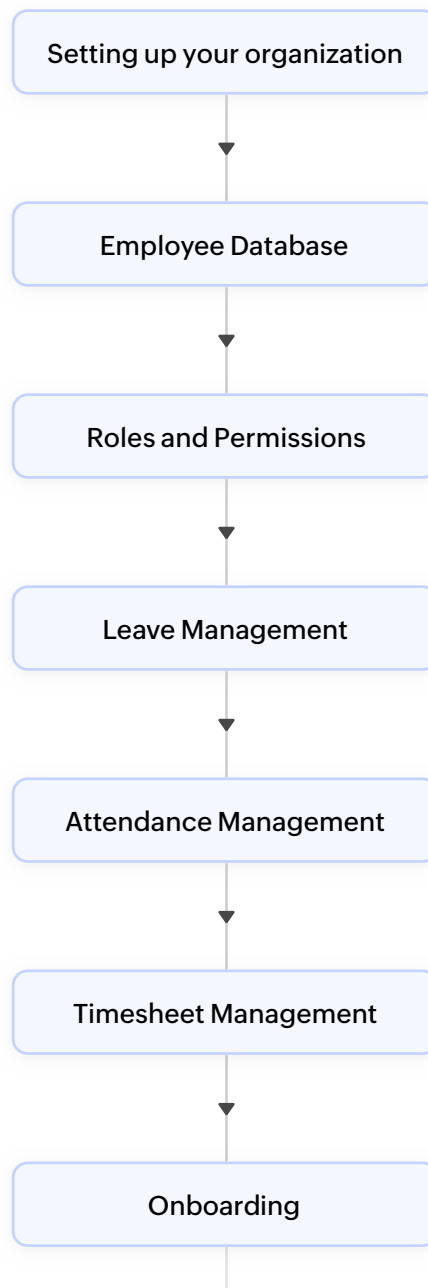 Setting up your organization
Employee Database
Roles and Permissions
Leave Management
Attendance Management
Timesheet Management
Onboarding